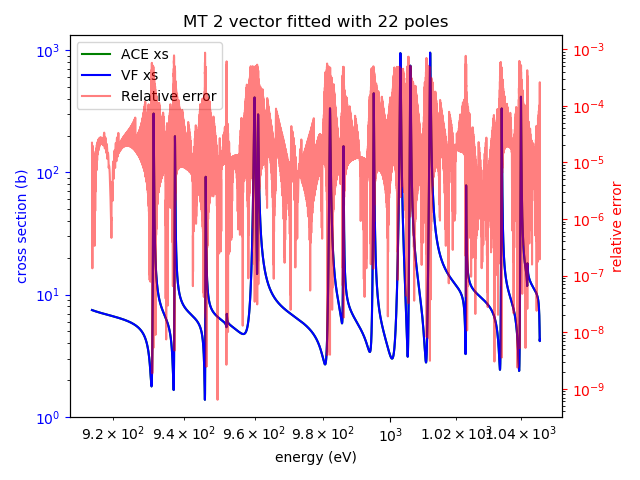 MT 2 vector fitted with 22 poles
ACE xs
VF xs
Relative error
cross section (b)
10³
10²
10¹
10⁰
relative error
10⁻³
10⁻⁴
10⁻⁵
10⁻⁶
10⁻⁷
10⁻⁸
10⁻⁹
9.2 × 10² 9.4 × 10² 9.6 × 10² 9.8 × 10² 10³ 1.02 × 10³ 1.04 × 10³
energy (eV)